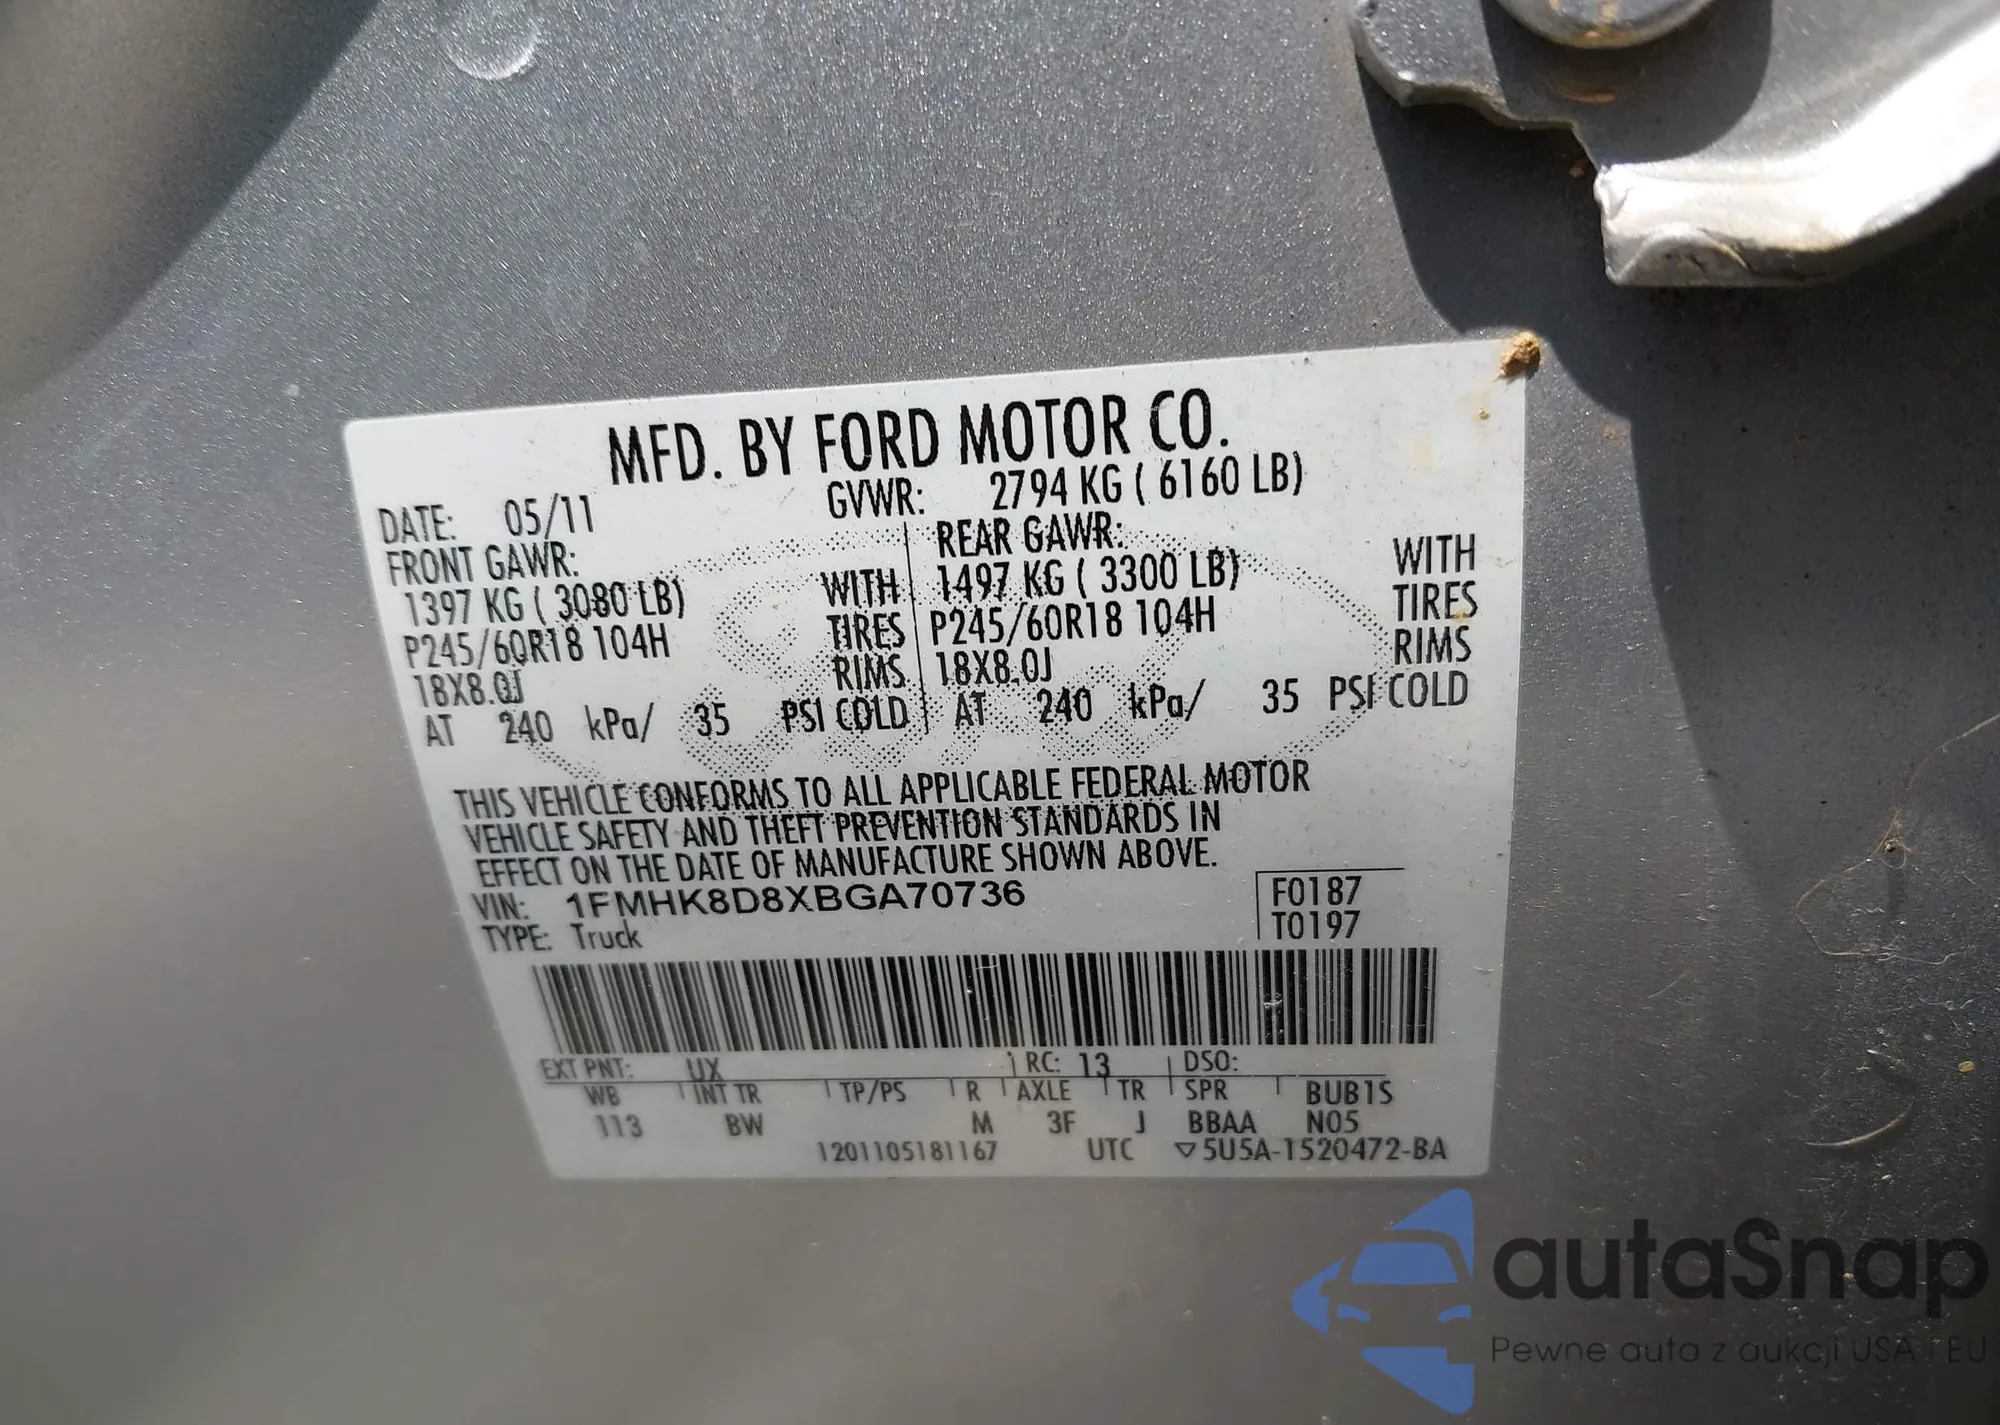 MFD. BY FORD MOTOR CO.
DATE: 05/11 GVWR: 2794 KG ( 6160 LB)
FRONT GAWR: REAR GAWR:
1397 KG ( 3080 LB) WITH 1497 KG ( 3300 LB) WITH
P245/60R18 104H TIRES P245/60R18 104H TIRES
18X8.0J RIMS 18X8.0J RIMS
AT 240 kPa/ 35 PSI COLD AT 240 kPa/ 35 PSI COLD
THIS VEHICLE CONFORMS TO ALL APPLICABLE FEDERAL MOTOR
VEHICLE SAFETY AND THEFT PREVENTION STANDARDS IN
EFFECT ON THE DATE OF MANUFACTURE SHOWN ABOVE.
VIN: 1FMHK8D8XBGA70736 F0187
TYPE: Truck T0197
EXT PNT: UX RC: 13 DSO:
WB INT TR TP/PS R AXLE TR SPR BUB1S
113 BW M 3F J BBAA N05
1201105181167 UTC ▽5U5A-1520472-BA
autaSnap
Pewne auta z aukcji USA / EU